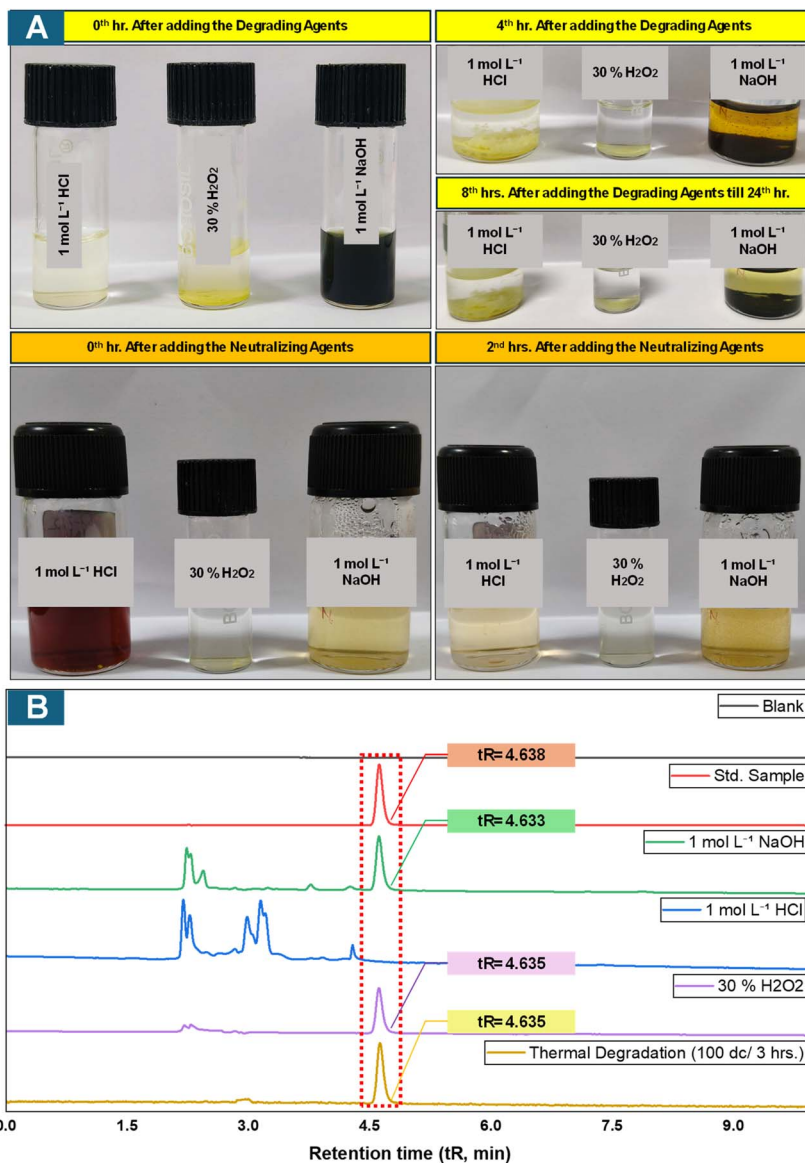 A
0th hr. After adding the Degrading Agents
1 mol L⁻¹ HCl
30 % H2O2
1 mol L⁻¹ NaOH
4th hr. After adding the Degrading Agents
1 mol L⁻¹
HCl
30 % H2O2
1 mol L⁻¹
NaOH
8th hrs. After adding the Degrading Agents till 24th hr.
1 mol L⁻¹
HCl
30 % H2O2
1 mol L⁻¹
NaOH
0th hr. After adding the Neutralizing Agents
1 mol L⁻¹ HCl
30 % H2O2
1 mol L⁻¹
NaOH
2nd hrs. After adding the Neutralizing Agents
1 mol L⁻¹
HCl
30 %
H2O2
1 mol L⁻¹
NaOH
B
Blank
tR= 4.638
Std. Sample
tR= 4.633
1 mol L⁻¹ NaOH
1 mol L⁻¹ HCl
tR= 4.635
30 % H2O2
tR= 4.635
Thermal Degradation (100 dc/ 3 hrs.)
0.0 1.5 3.0 4.5 6.0 7.5 9.0
Retention time (tR, min)